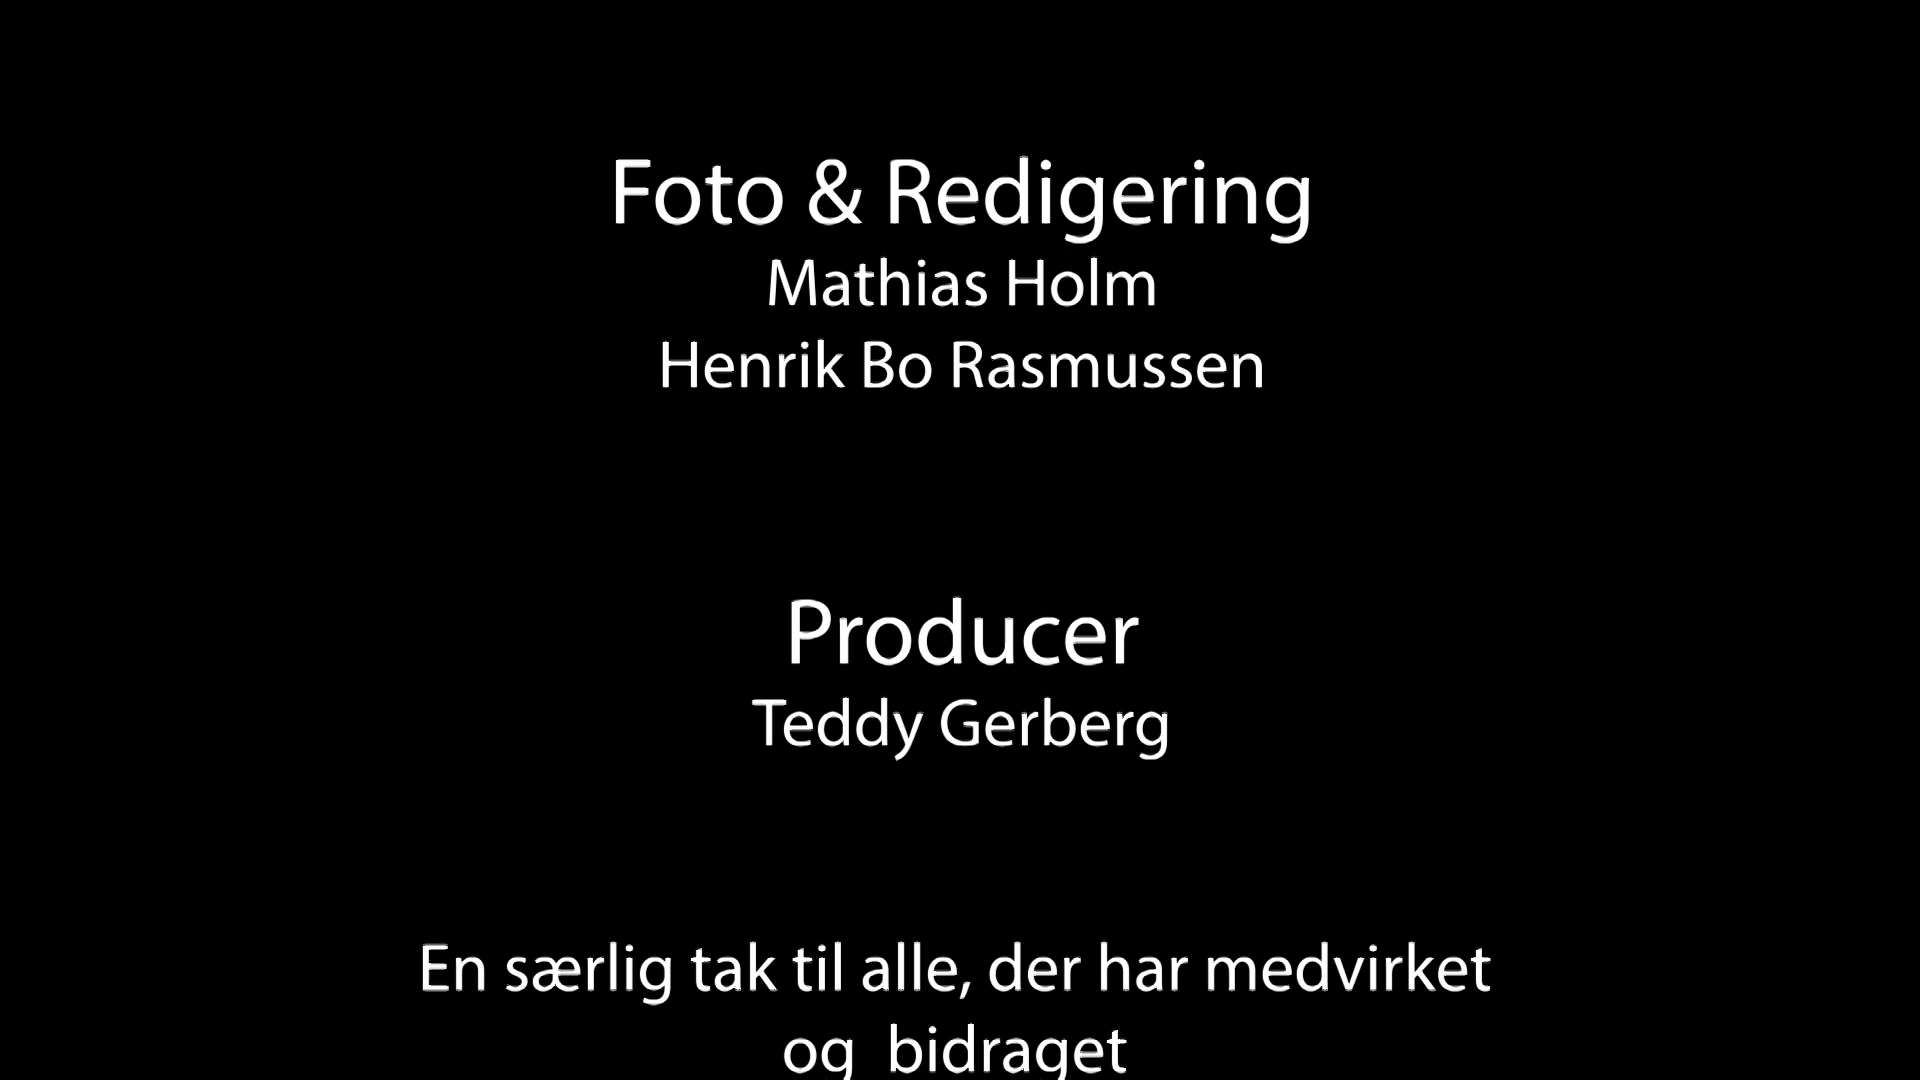 Foto & Redigering
Mathias Holm
Henrik Bo Rasmussen
Producer
Teddy Gerberg
En særlig tak til alle, der har medvirket
og bidraget